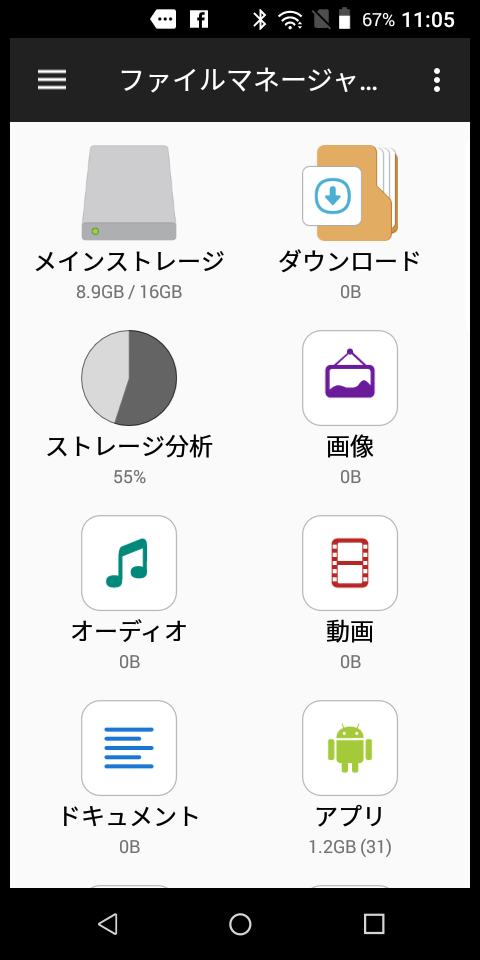 67% 11:05
ファイルマネージャ...
メインストレージ
8.9GB / 16GB
ダウンロード
0B
ストレージ分析
55%
画像
0B
オーディオ
0B
動画
0B
ドキュメント
0B
アプリ
1.2GB (31)